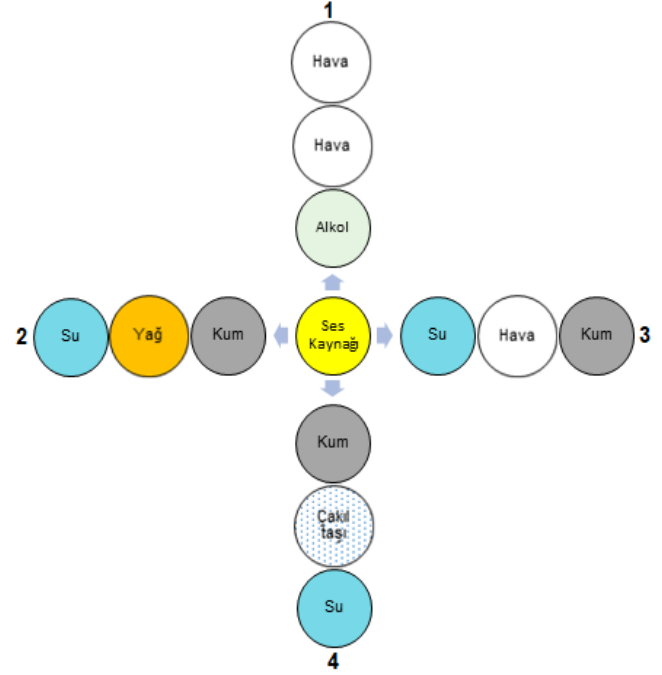 1
Hava
Hava
Alkol
2 Su Yağ Kum Ses Kaynağı Su Hava Kum 3
Kum
Çakıl
taşı
Su
4